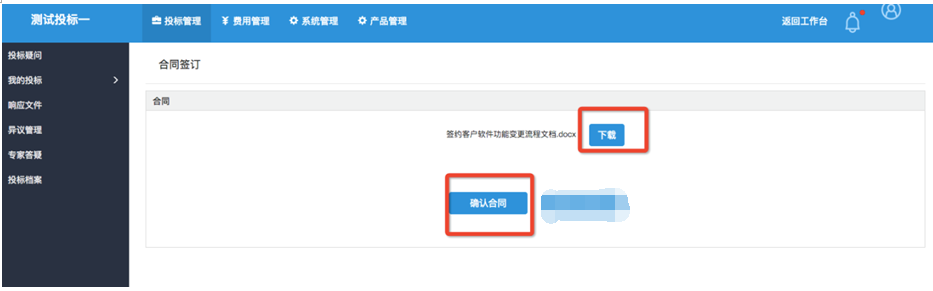 测试投标一 投标管理 ¥ 费用管理 系统管理 产品管理 返回工作台
投标疑问
我的投标
响应文件
异议管理
专家答疑
投标档案
合同签订
合同
签约客户软件功能变更流程文档.docx 下载
确认合同